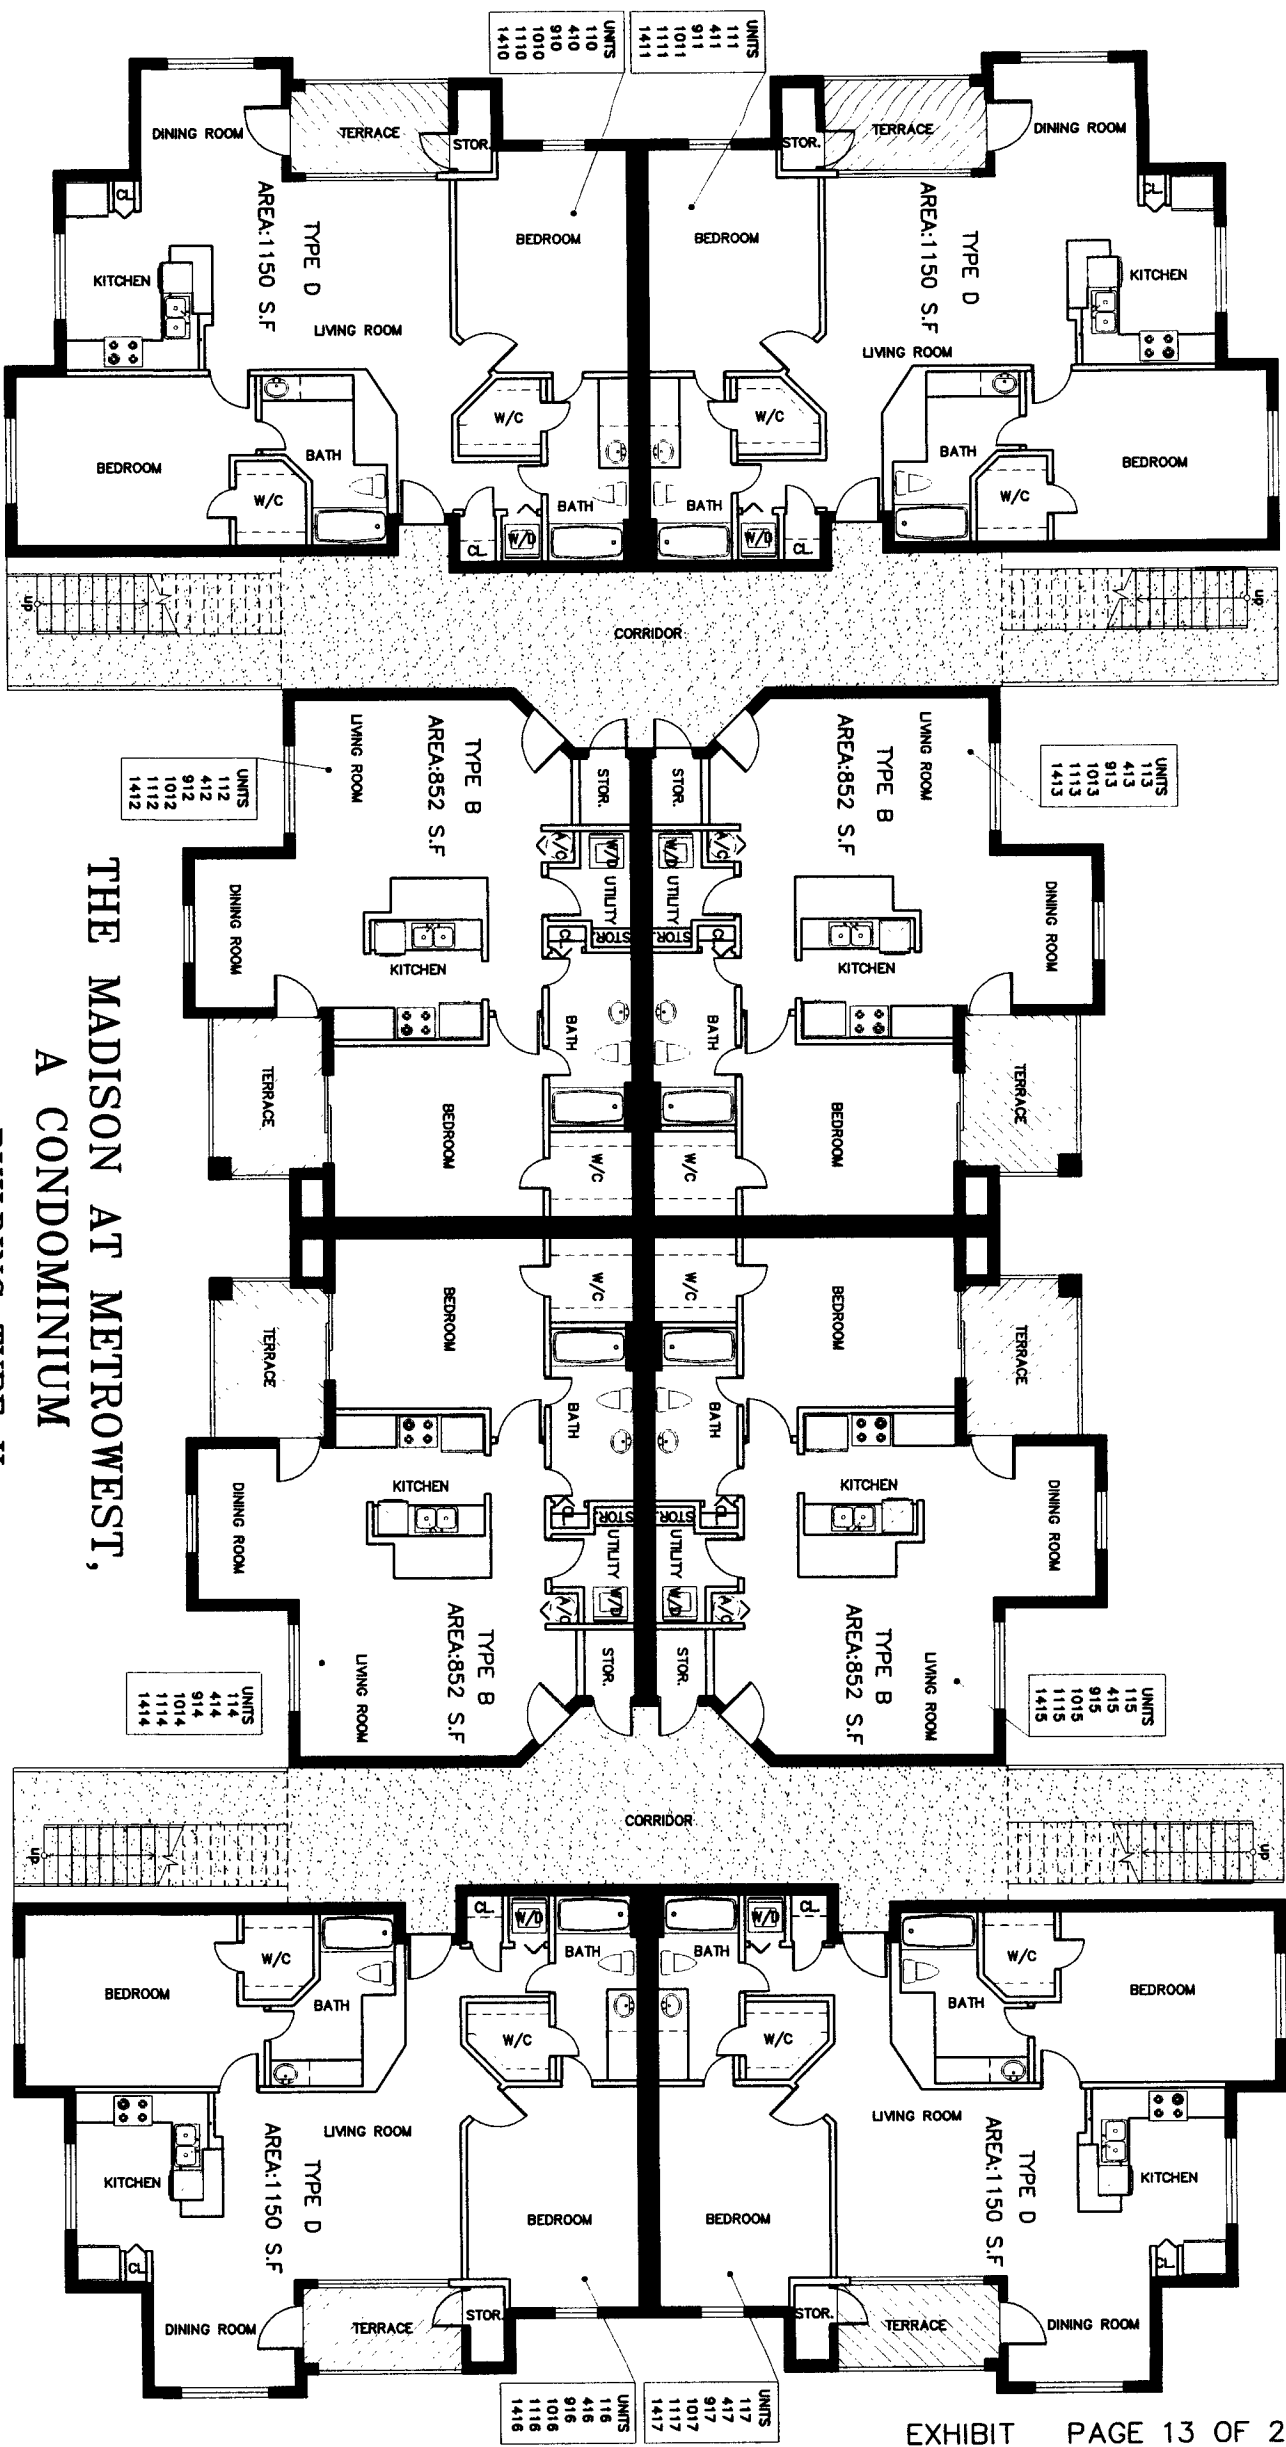 UNITS
110
410
910
1010
1110
1410
UNITS
111
411
911
1011
1111
1411
DINING ROOM
TERRACE
STOR.
STOR.
TERRACE
DINING ROOM
CL.
CL.
TYPE D
AREA:1150 S.F
BEDROOM
BEDROOM
TYPE D
AREA:1150 S.F
KITCHEN
KITCHEN
LIVING ROOM
LIVING ROOM
W/C
W/C
BEDROOM
BATH
BATH
BEDROOM
W/C
W/C
BATH
BATH
CL.
W/D
W/D
CL.
up
up
CORRIDOR
LIVING ROOM
TYPE B
AREA:852 S.F
TYPE B
AREA:852 S.F
LIVING ROOM
UNITS
112
412
912
1012
1112
1412
UNITS
113
413
913
1013
1113
1413
STOR.
STOR.
A/C
W/D
W/D
A/C
UTILITY
UTILITY
DINING ROOM
DINING ROOM
CL
STOR.
STOR.
CL
KITCHEN
KITCHEN
BATH
BATH
TERRACE
TERRACE
BEDROOM
BEDROOM
W/C
W/C
W/C
W/C
BEDROOM
BEDROOM
TERRACE
TERRACE
BATH
BATH
KITCHEN
KITCHEN
DINING ROOM
DINING ROOM
CL
STOR.
STOR.
CL
UTILITY
UTILITY
A/C
W/D
W/D
A/C
TYPE B
AREA:852 S.F
TYPE B
AREA:852 S.F
STOR.
STOR.
LIVING ROOM
LIVING ROOM
UNITS
114
414
914
1014
1114
1414
UNITS
115
415
915
1015
1115
1415
THE MADISON AT METROWEST,
A CONDOMINIUM
CORRIDOR
up
up
CL.
W/D
W/D
CL.
BATH
BATH
W/C
W/C
BEDROOM
BATH
BATH
BEDROOM
W/C
W/C
LIVING ROOM
LIVING ROOM
TYPE D
AREA:1150 S.F
TYPE D
AREA:1150 S.F
KITCHEN
KITCHEN
BEDROOM
BEDROOM
CL.
CL.
DINING ROOM
TERRACE
STOR.
STOR.
TERRACE
DINING ROOM
UNITS
116
416
916
1016
1116
1416
UNITS
117
417
917
1017
1117
1417
EXHIBIT PAGE 13 OF 2